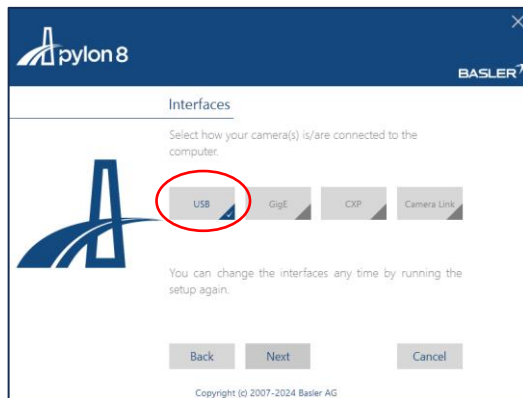 pylon 8
BASLER
Interfaces
Select how your camera(s) is/are connected to the
computer.
USB GigE CXP Camera Link
You can change the interfaces any time by running the
setup again.
Back Next Cancel
Copyright (c) 2007-2024 Basler AG